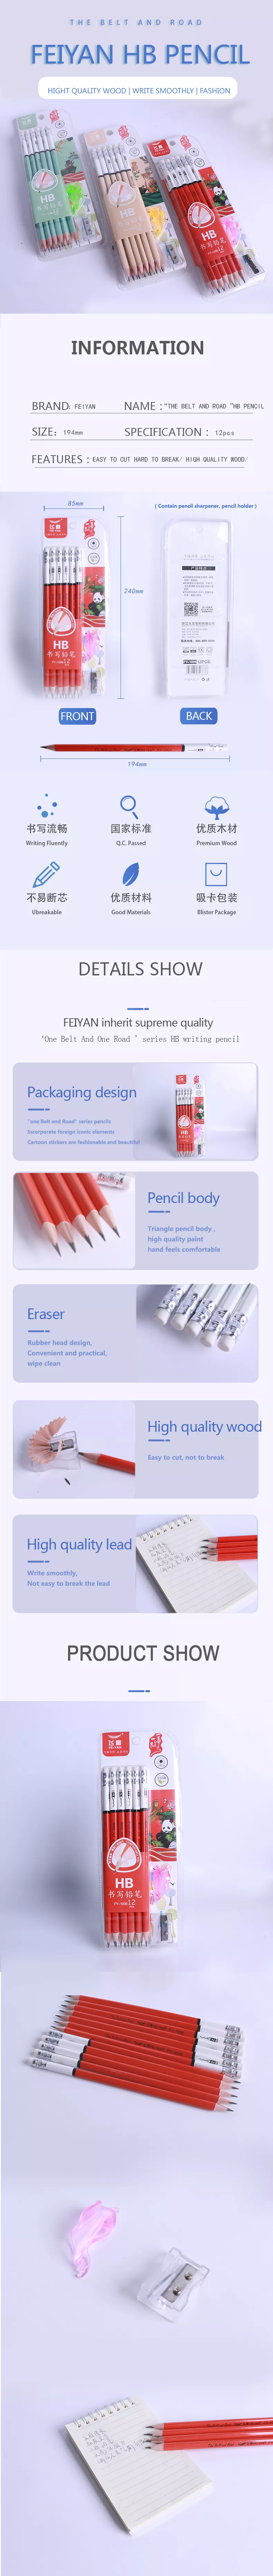 THE BELT AND ROAD
FEIYAN HB PENCIL
HIGHT QUALITY WOOD | WRITE SMOOTHLY | FASHION
INFORMATION
BRAND: FEIYAN
NAME :"THE BELT AND ROAD "HB PENCIL
SIZE: 194mm
SPECIFICATION : 12pcs
FEATURES : EASY TO CUT HARD TO BREAK/ HIGH QUALITY WOOD/
85mm
( Contain pencil sharpener, pencil holder )
240mm
HB
书写铅笔
FRONT
BACK
194mm
书写流畅
国家标准
优质木材
Writing Fluently
Q.C. Passed
Premium Wood
不易断芯
优质材料
吸卡包装
Ubreakable
Good Materials
Blister Package
DETAILS SHOW
FEIYAN inherit supreme quality
'One Belt And One Road ' series HB writing pencil
Packaging design
"one Belt and Road" series pencils
Incorporate foreign iconic elements
Cartoon stickers are fashionable and beautiful
Pencil body
Triangle pencil body ,
high quality paint
hand feels comfortable
Eraser
Rubber head design,
Convenient and practical,
wipe clean
High quality wood
Easy to cut, not to break
High quality lead
Write smoothly,
Not easy to break the lead
PRODUCT SHOW
飞燕
FEIYAN
HB
书写铅笔
12